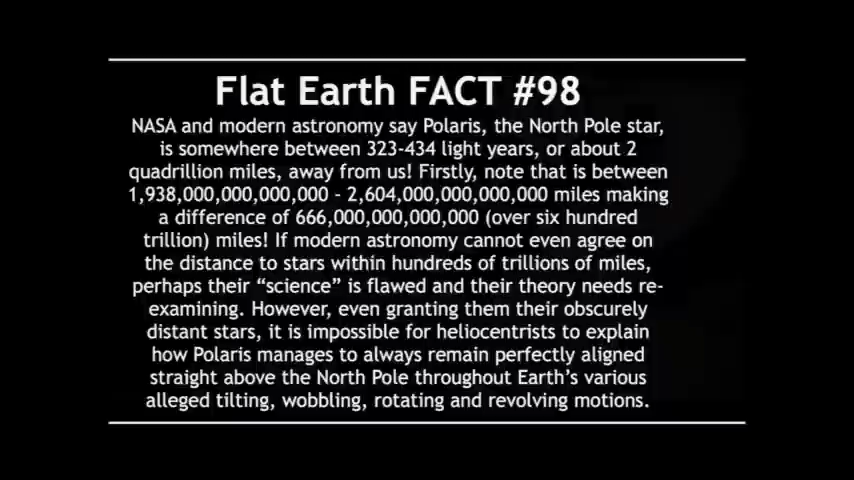 Flat Earth FACT #98
NASA and modern astronomy say Polaris, the North Pole star,
is somewhere between 323-434 light years, or about 2
quadrillion miles, away from us! Firstly, note that is between
1,938,000,000,000,000 - 2,604,000,000,000,000 miles making
a difference of 666,000,000,000,000 (over six hundred
trillion) miles! If modern astronomy cannot even agree on
the distance to stars within hundreds of trillions of miles,
perhaps their “science” is flawed and their theory needs re-
examining. However, even granting them their obscurely
distant stars, it is impossible for heliocentrists to explain
how Polaris manages to always remain perfectly aligned
straight above the North Pole throughout Earth’s various
alleged tilting, wobbling, rotating and revolving motions.